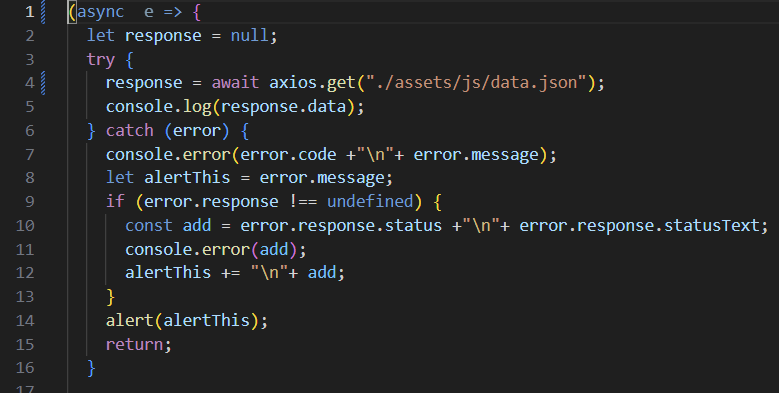 1 (async  e => {
2   let response = null;
3   try {
4     response = await axios.get("./assets/js/data.json");
5     console.log(response.data);
6   } catch (error) {
7     console.error(error.code +"\n"+ error.message);
8     let alertThis = error.message;
9     if (error.response !== undefined) {
10       const add = error.response.status +"\n"+ error.response.statusText;
11       console.error(add);
12       alertThis += "\n"+ add;
13     }
14     alert(alertThis);
15     return;
16   }
17